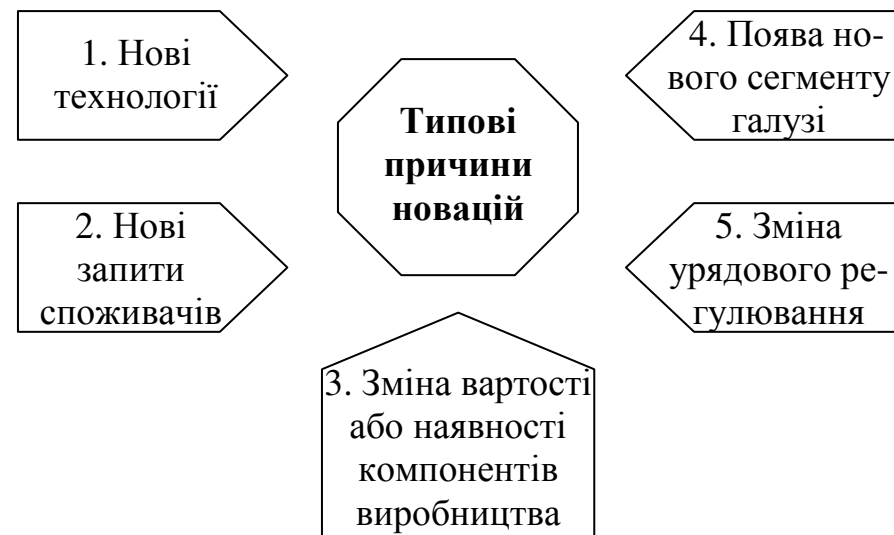 1. Нові
технології
2. Нові
запити
споживачів
Типові
причини
новацій
3. Зміна вартості
або наявності
компонентів
виробництва
4. Поява но-
вого сегменту
галузі
5. Зміна
урядового ре-
гулювання